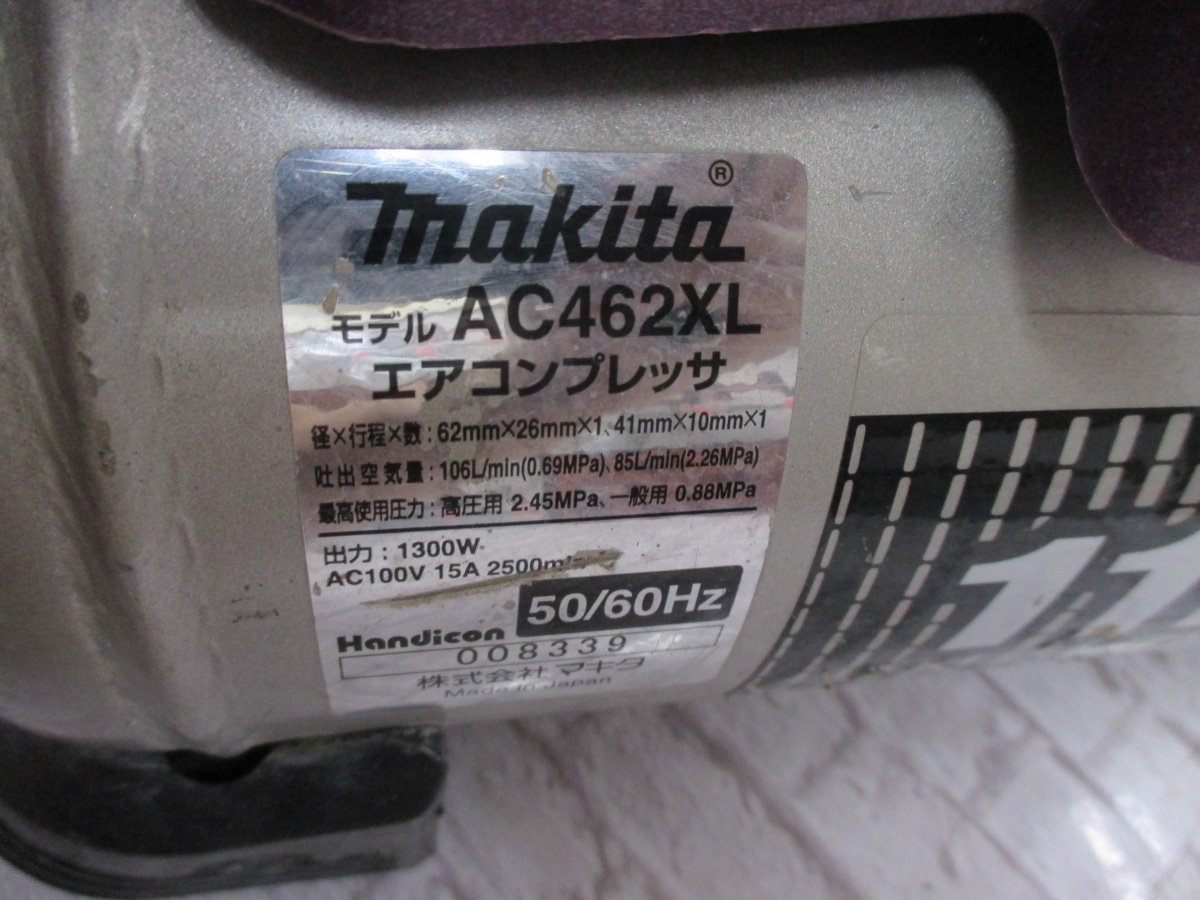 makita®
モデル AC462XL
エアコンプレッサ
径×行程×数 : 62mm×26mm×1、41mm×10mm×1
吐出空気量 : 106L/min(0.69MPa)、85L/min(2.26MPa)
最高使用圧力 : 高圧用 2.45MPa、一般用 0.88MPa
出力 : 1300W
AC100V 15A
50/60Hz
Handicon
008339
株式会社 マキタ
Made in Japan
11